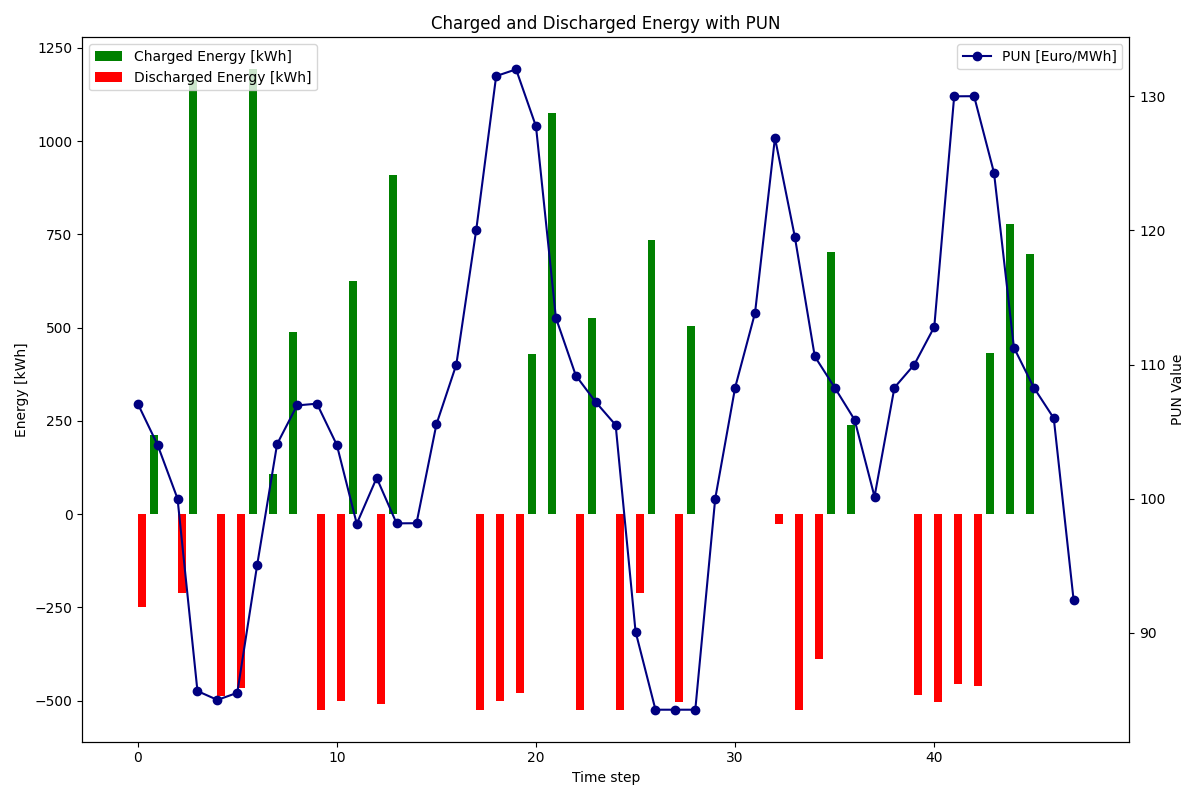 Charged and Discharged Energy with PUN
Charged Energy [kWh]
Discharged Energy [kWh]
PUN [Euro/MWh]
1250
1000
750
500
250
0
−250
−500
Energy [kWh]
130
120
110
100
90
PUN Value
0 10 20 30 40
Time step